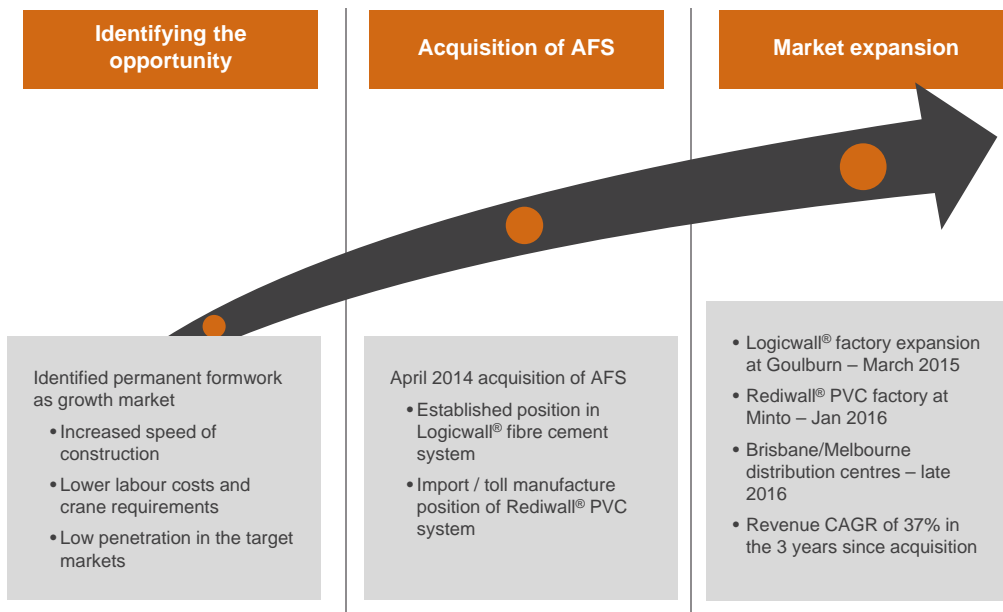 Identifying the
opportunity
Acquisition of AFS
Market expansion
Identified permanent formwork
as growth market
• Increased speed of
construction
• Lower labour costs and
crane requirements
• Low penetration in the target
markets
April 2014 acquisition of AFS
• Established position in
Logicwall® fibre cement
system
• Import / toll manufacture
position of Rediwall® PVC
system
• Logicwall® factory expansion
at Goulburn – March 2015
• Rediwall® PVC factory at
Minto – Jan 2016
• Brisbane/Melbourne
distribution centres – late
2016
• Revenue CAGR of 37% in
the 3 years since acquisition